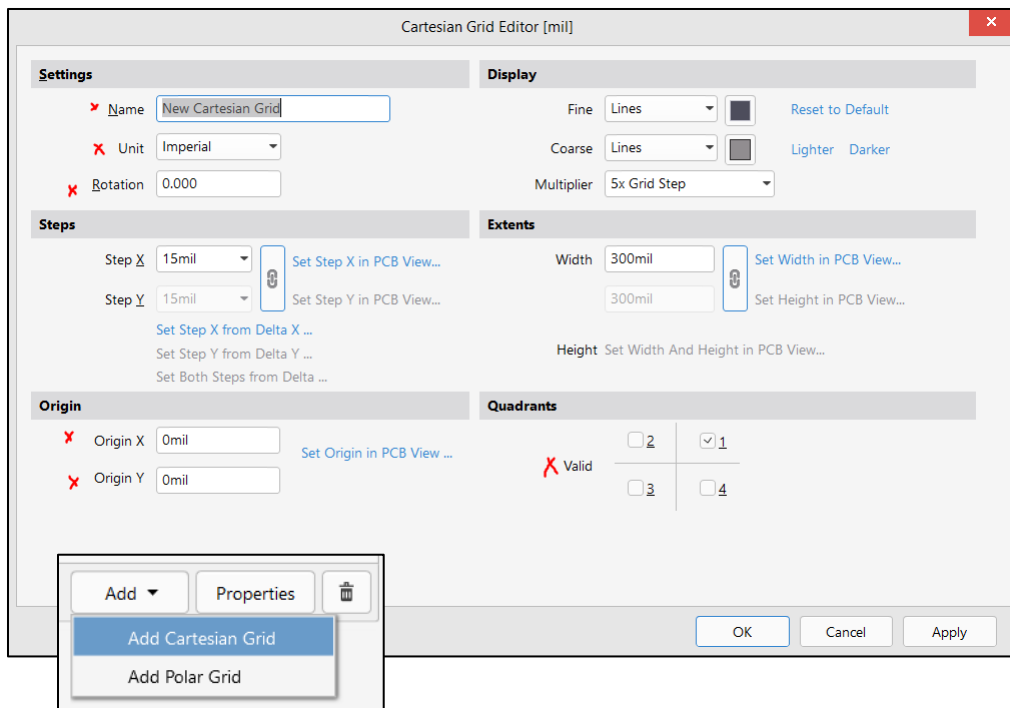 Cartesian Grid Editor [mil]
Settings
Name New Cartesian Grid
Unit Imperial
Rotation 0.000
Display
Fine Lines Reset to Default
Coarse Lines Lighter Darker
Multiplier 5x Grid Step
Steps
Step X 15mil Set Step X in PCB View...
Step Y 15mil Set Step Y in PCB View...
Set Step X from Delta X ...
Set Step Y from Delta Y ...
Set Both Steps from Delta ...
Extents
Width 300mil Set Width in PCB View...
300mil Set Height in PCB View...
Height Set Width And Height in PCB View...
Origin
Origin X 0mil
Set Origin in PCB View ...
Origin Y 0mil
Quadrants
2 1
Valid
3 4
Add Properties
Add Cartesian Grid
Add Polar Grid
OK Cancel Apply